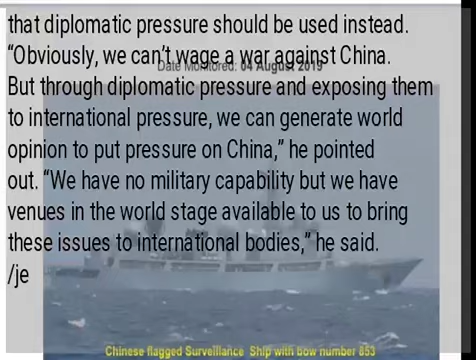 that diplomatic pressure should be used instead.
“Obviously, we can’t wage a war against China.
Date Monitored: 04 August 2019
But through diplomatic pressure and exposing them
to international pressure, we can generate world
opinion to put pressure on China,” he pointed
out. “We have no military capability but we have
venues in the world stage available to us to bring
these issues to international bodies,” he said.
/je
Chinese flagged Surveillance Ship with bow number 853